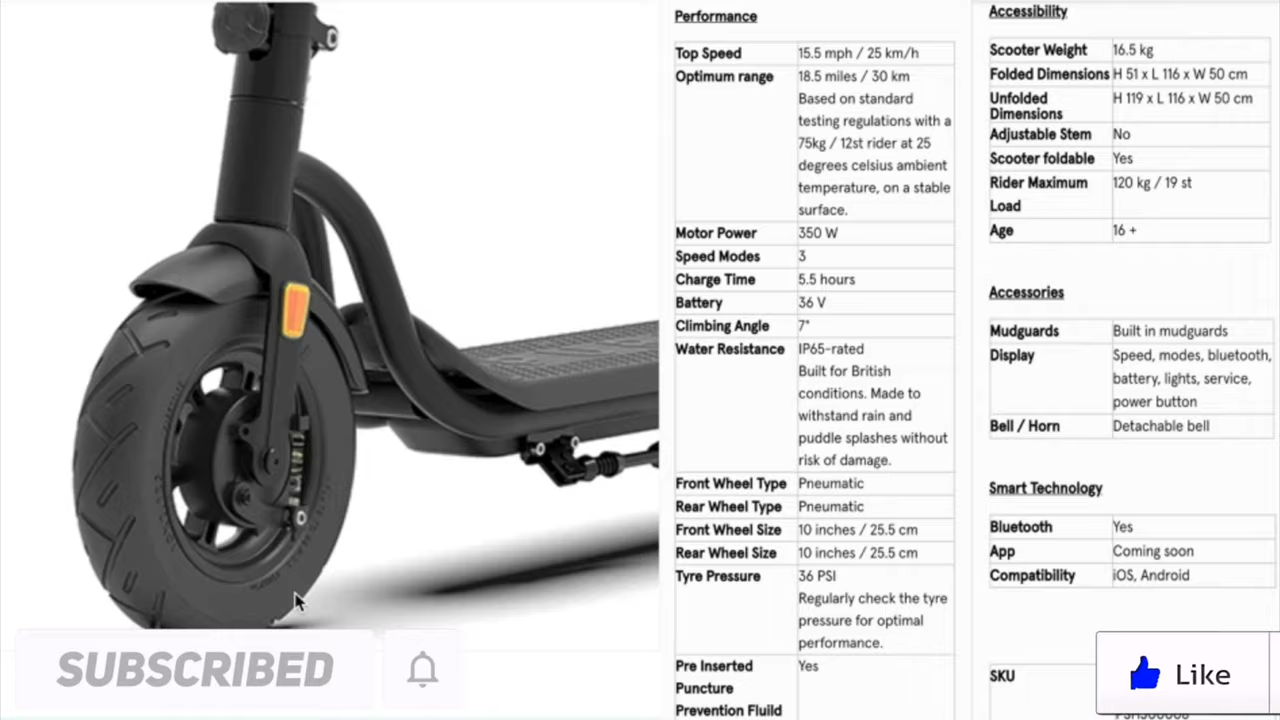 Performance
Top Speed 15.5 mph / 25 km/h
Optimum range 18.5 miles / 30 km
Based on standard
testing regulations with a
75kg / 12st rider at 25
degrees celsius ambient
temperature, on a stable
surface.
Motor Power 350 W
Speed Modes 3
Charge Time 5.5 hours
Battery 36 V
Climbing Angle 7°
Water Resistance IP65-rated
Built for British
conditions. Made to
withstand rain and
puddle splashes without
risk of damage.
Front Wheel Type Pneumatic
Rear Wheel Type Pneumatic
Front Wheel Size 10 inches / 25.5 cm
Rear Wheel Size 10 inches / 25.5 cm
Tyre Pressure 36 PSI
Regularly check the tyre
pressure for optimal
performance.
Pre Inserted Yes
Puncture
Prevention Fluild
Accessibility
Scooter Weight 16.5 kg
Folded Dimensions H 51 x L 116 x W 50 cm
Unfolded H 119 x L 116 x W 50 cm
Dimensions
Adjustable Stem No
Scooter foldable Yes
Rider Maximum 120 kg / 19 st
Load
Age 16 +
Accessories
Mudguards Built in mudguards
Display Speed, modes, bluetooth,
battery, lights, service,
power button
Bell / Horn Detachable bell
Smart Technology
Bluetooth Yes
App Coming soon
Compatibility iOS, Android
SKU
SUBSCRIBED
Like